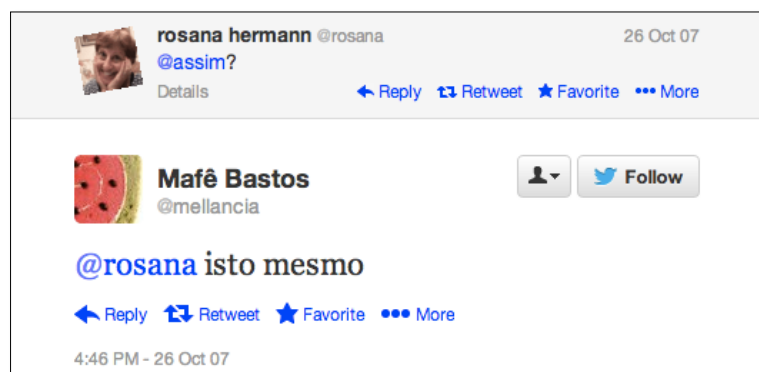 rosana hermann @rosana 26 Oct 07
@assim?
Details Reply Retweet Favorite More
Mafê Bastos Follow
@mellancia
@rosana isto mesmo
Reply Retweet Favorite More
4:46 PM - 26 Oct 07